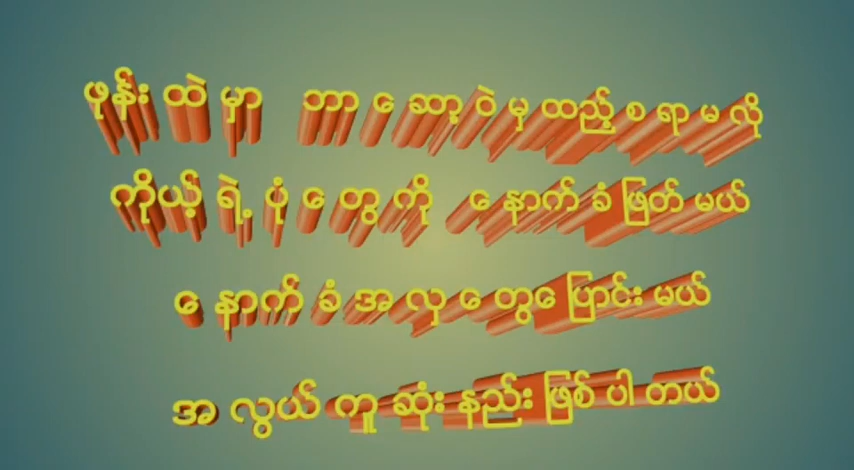 ဖုန်းထဲမှာ ဘာဆော့ဝဲမှထည့်စရာမလို
ကိုယ့်ရဲ့ပုံတွေကို နောက်ခံဖြတ်မယ်
နောက်ခံအလှတွေပြောင်းမယ်
အလွယ်ကူဆုံးနည်းဖြစ်ပါတယ်